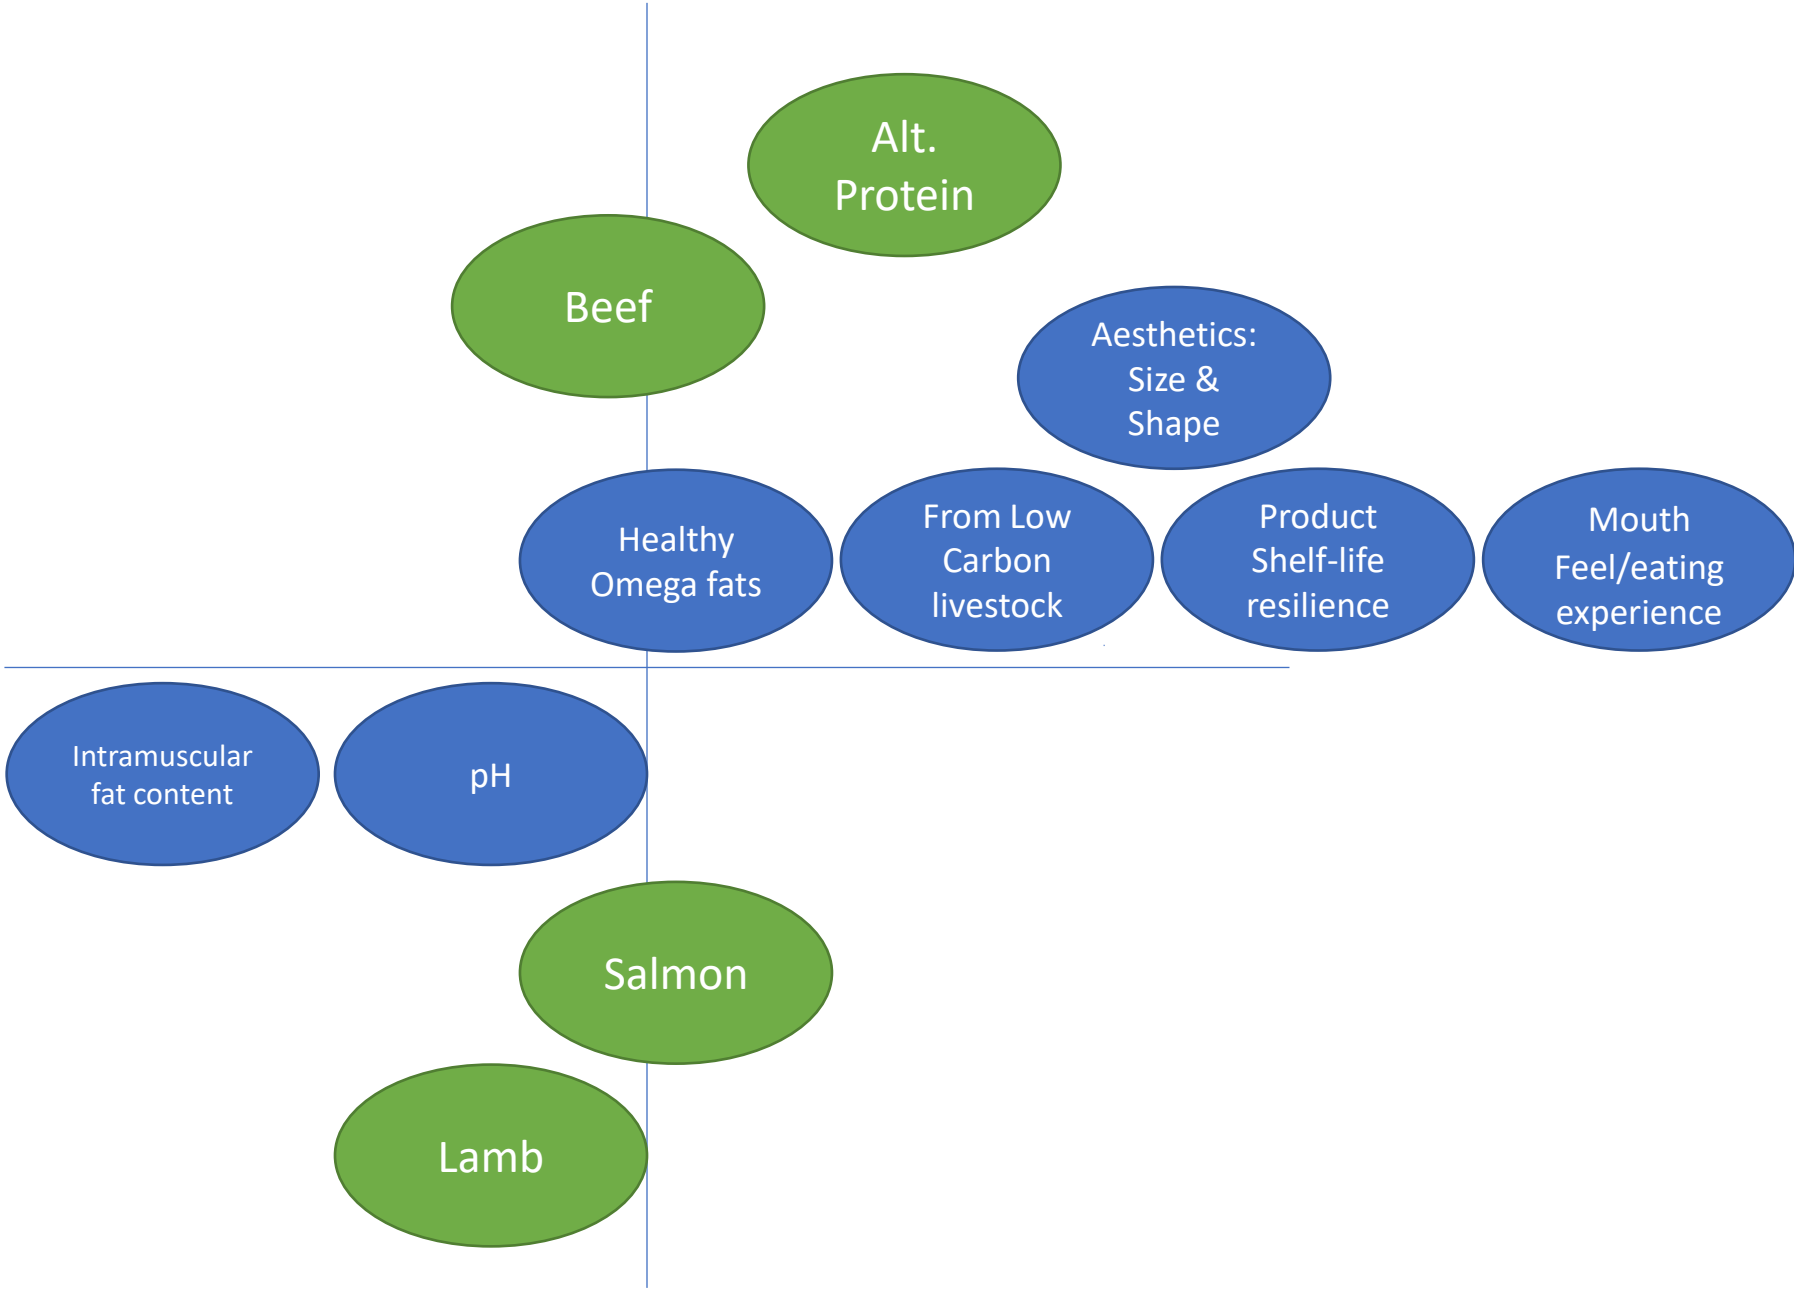 Alt.
Protein
Beef
Aesthetics:
Size &
Shape
Healthy
Omega fats
From Low
Carbon
livestock
Product
Shelf-life
resilience
Mouth
Feel/eating
experience
Intramuscular
fat content
pH
Salmon
Lamb